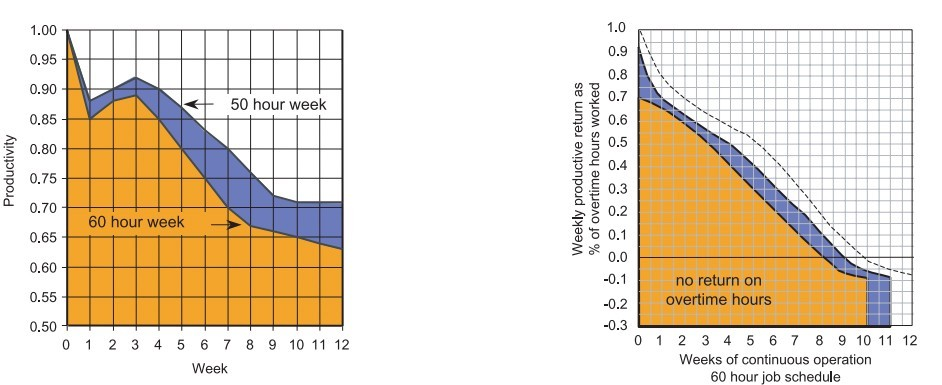 1.00
0.95
0.90
0.85
0.80
0.75
0.70
0.65
0.60
0.55
0.50
Productivity
50 hour week
60 hour week
0 1 2 3 4 5 6 7 8 9 10 11 12
Week
1.0
0.9
0.8
0.7
0.6
0.5
0.4
0.3
0.2
0.1
0.0
-0.1
-0.2
-0.3
Weekly productive return as
% of overtime hours worked
no return on
overtime hours
0 1 2 3 4 5 6 7 8 9 10 11 12
Weeks of continuous operation
60 hour job schedule